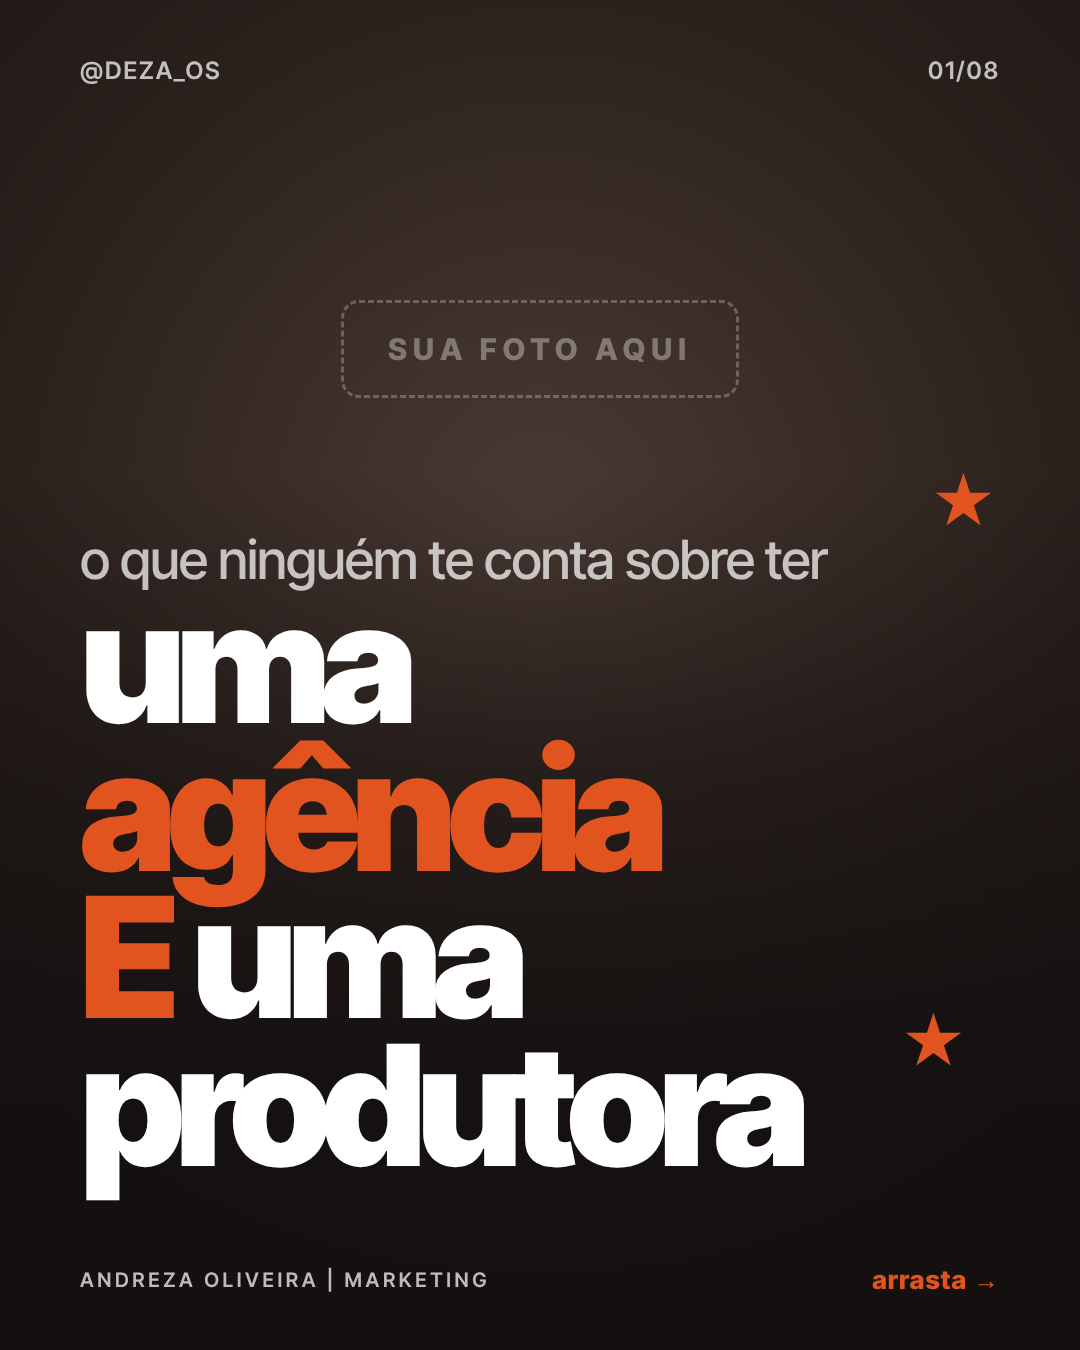 @DEZA_OS
01/08
SUA FOTO AQUI
o que ninguém te conta sobre ter
uma
agência
E uma
produtora
ANDREZA OLIVEIRA | MARKETING
arrasta →